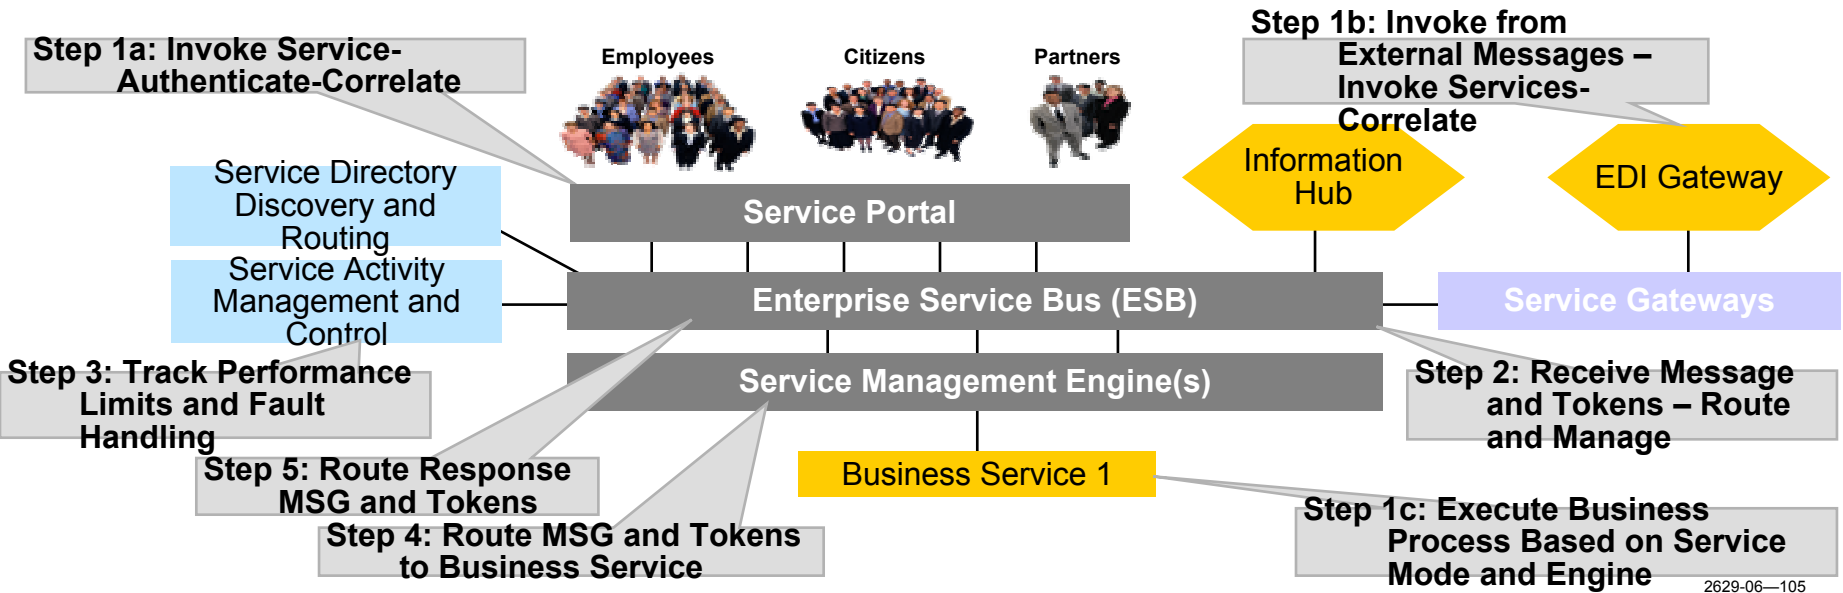 Step 1a: Invoke Service-
Authenticate-Correlate
Employees
Citizens
Partners
Step 1b: Invoke from
External Messages –
Invoke Services-
Correlate
Service Directory
Discovery and
Routing
Service Portal
Information
Hub
EDI Gateway
Service Activity
Management and
Control
Enterprise Service Bus (ESB)
Service Gateways
Step 3: Track Performance
Limits and Fault
Handling
Service Management Engine(s)
Step 2: Receive Message
and Tokens – Route
and Manage
Step 5: Route Response
MSG and Tokens
Business Service 1
Step 4: Route MSG and Tokens
to Business Service
Step 1c: Execute Business
Process Based on Service
Mode and Engine
2629-06—105